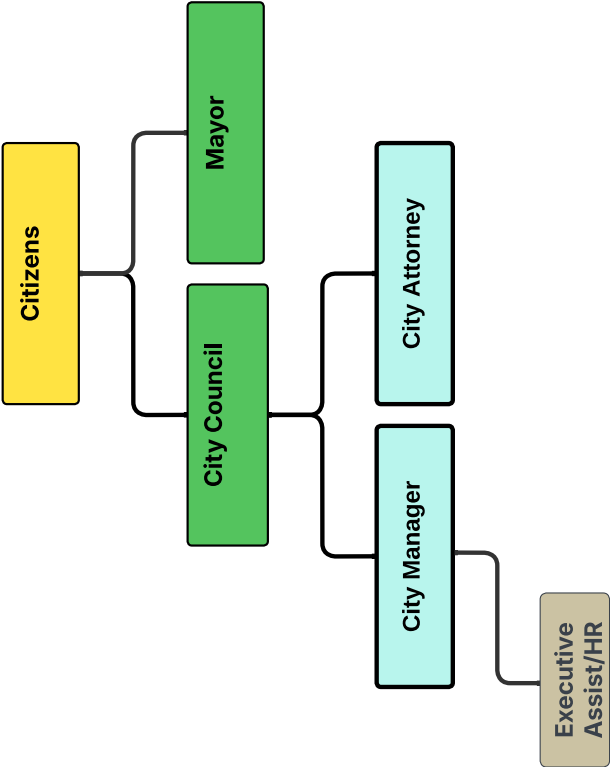 Citizens
Mayor
City Council
City Attorney
City Manager
Executive
Assist/HR